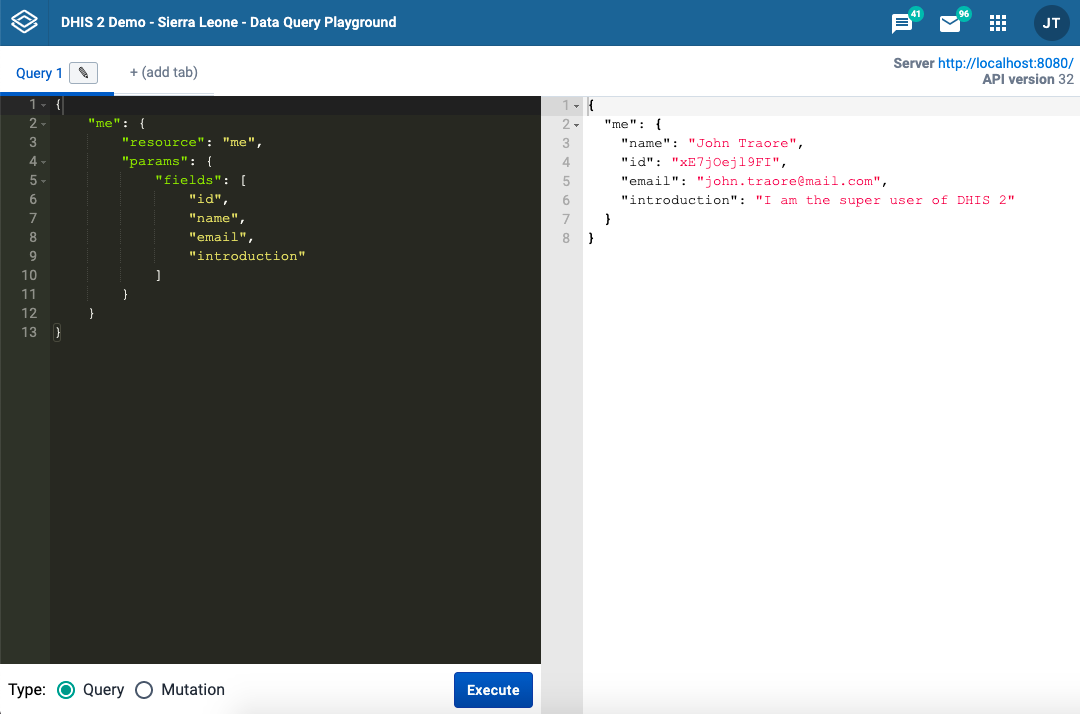 DHIS 2 Demo - Sierra Leone - Data Query Playground
41
96
JT
Query 1
+ (add tab)
Server http://localhost:8080/
API version 32
1 {
2 "me": {
3 "resource": "me",
4 "params": {
5 "fields": [
6 "id",
7 "name",
8 "email",
9 "introduction"
10 ]
11 }
12 }
13 }
1 {
2 "me": {
3 "name": "John Traore",
4 "id": "xE7jOejl9FI",
5 "email": "john.traore@mail.com",
6 "introduction": "I am the super user of DHIS 2"
7 }
8 }
Type: Query Mutation
Execute